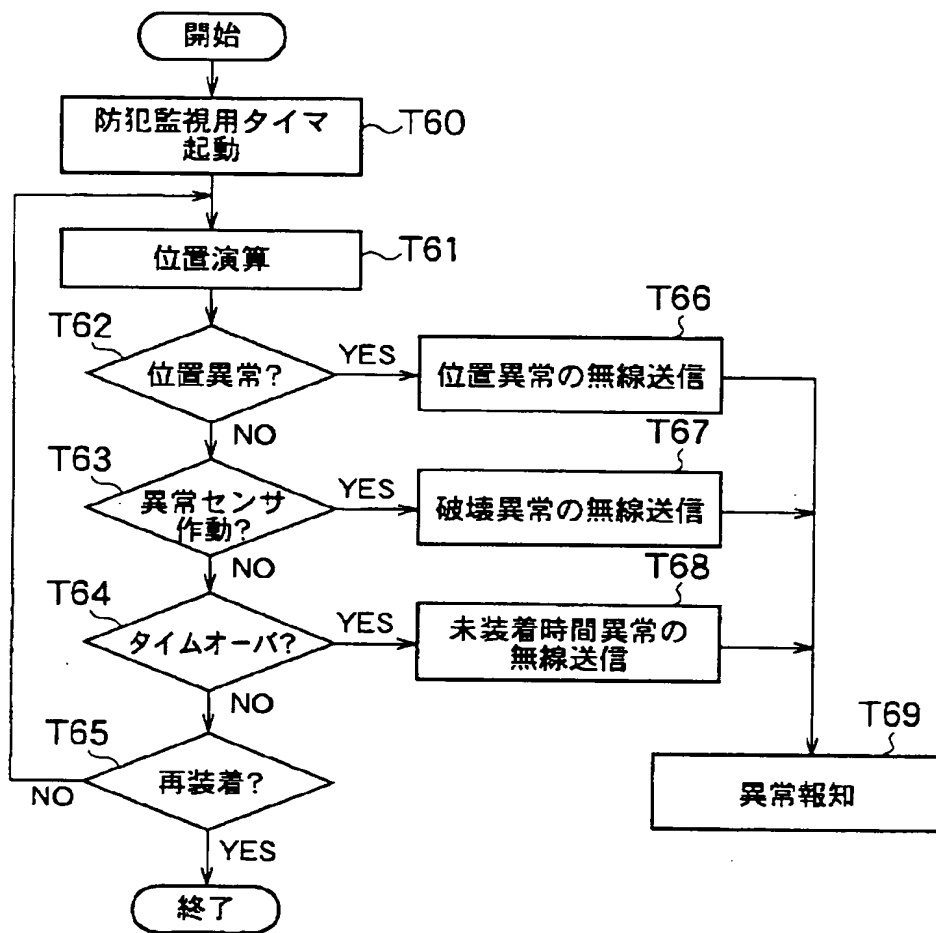 開始
防犯監視用タイマ
起動
T60
位置演算
T61
T62
位置異常?
YES
NO
T66
位置異常の無線送信
T63
異常センサ
作動?
YES
NO
T67
破壊異常の無線送信
T64
タイムオーバ?
YES
NO
T68
未装着時間異常の
無線送信
T65
再装着?
NO
YES
T69
異常報知
終了